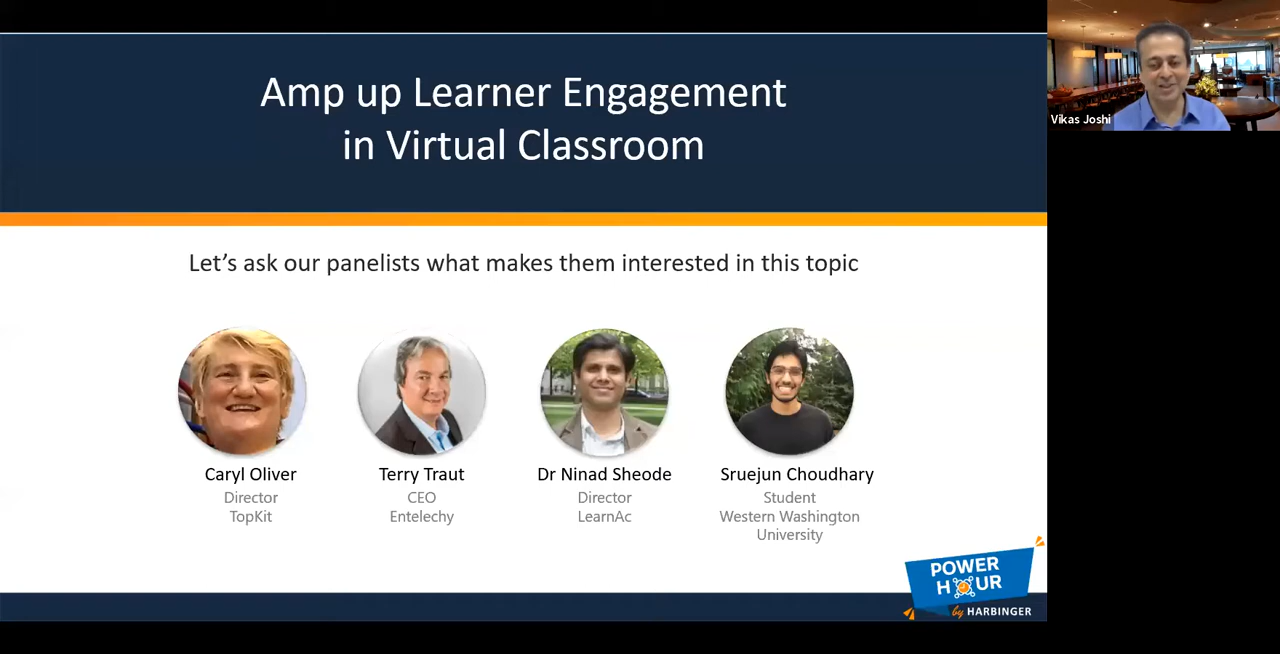 Amp up Learner Engagement
in Virtual Classroom
Vikas Joshi
Let’s ask our panelists what makes them interested in this topic
Caryl Oliver
Director
TopKit
Terry Traut
CEO
Entelechy
Dr Ninad Sheode
Director
LearnAc
Sruejun Choudhary
Student
Western Washington
University
POWER
HOUR
by HARBINGER